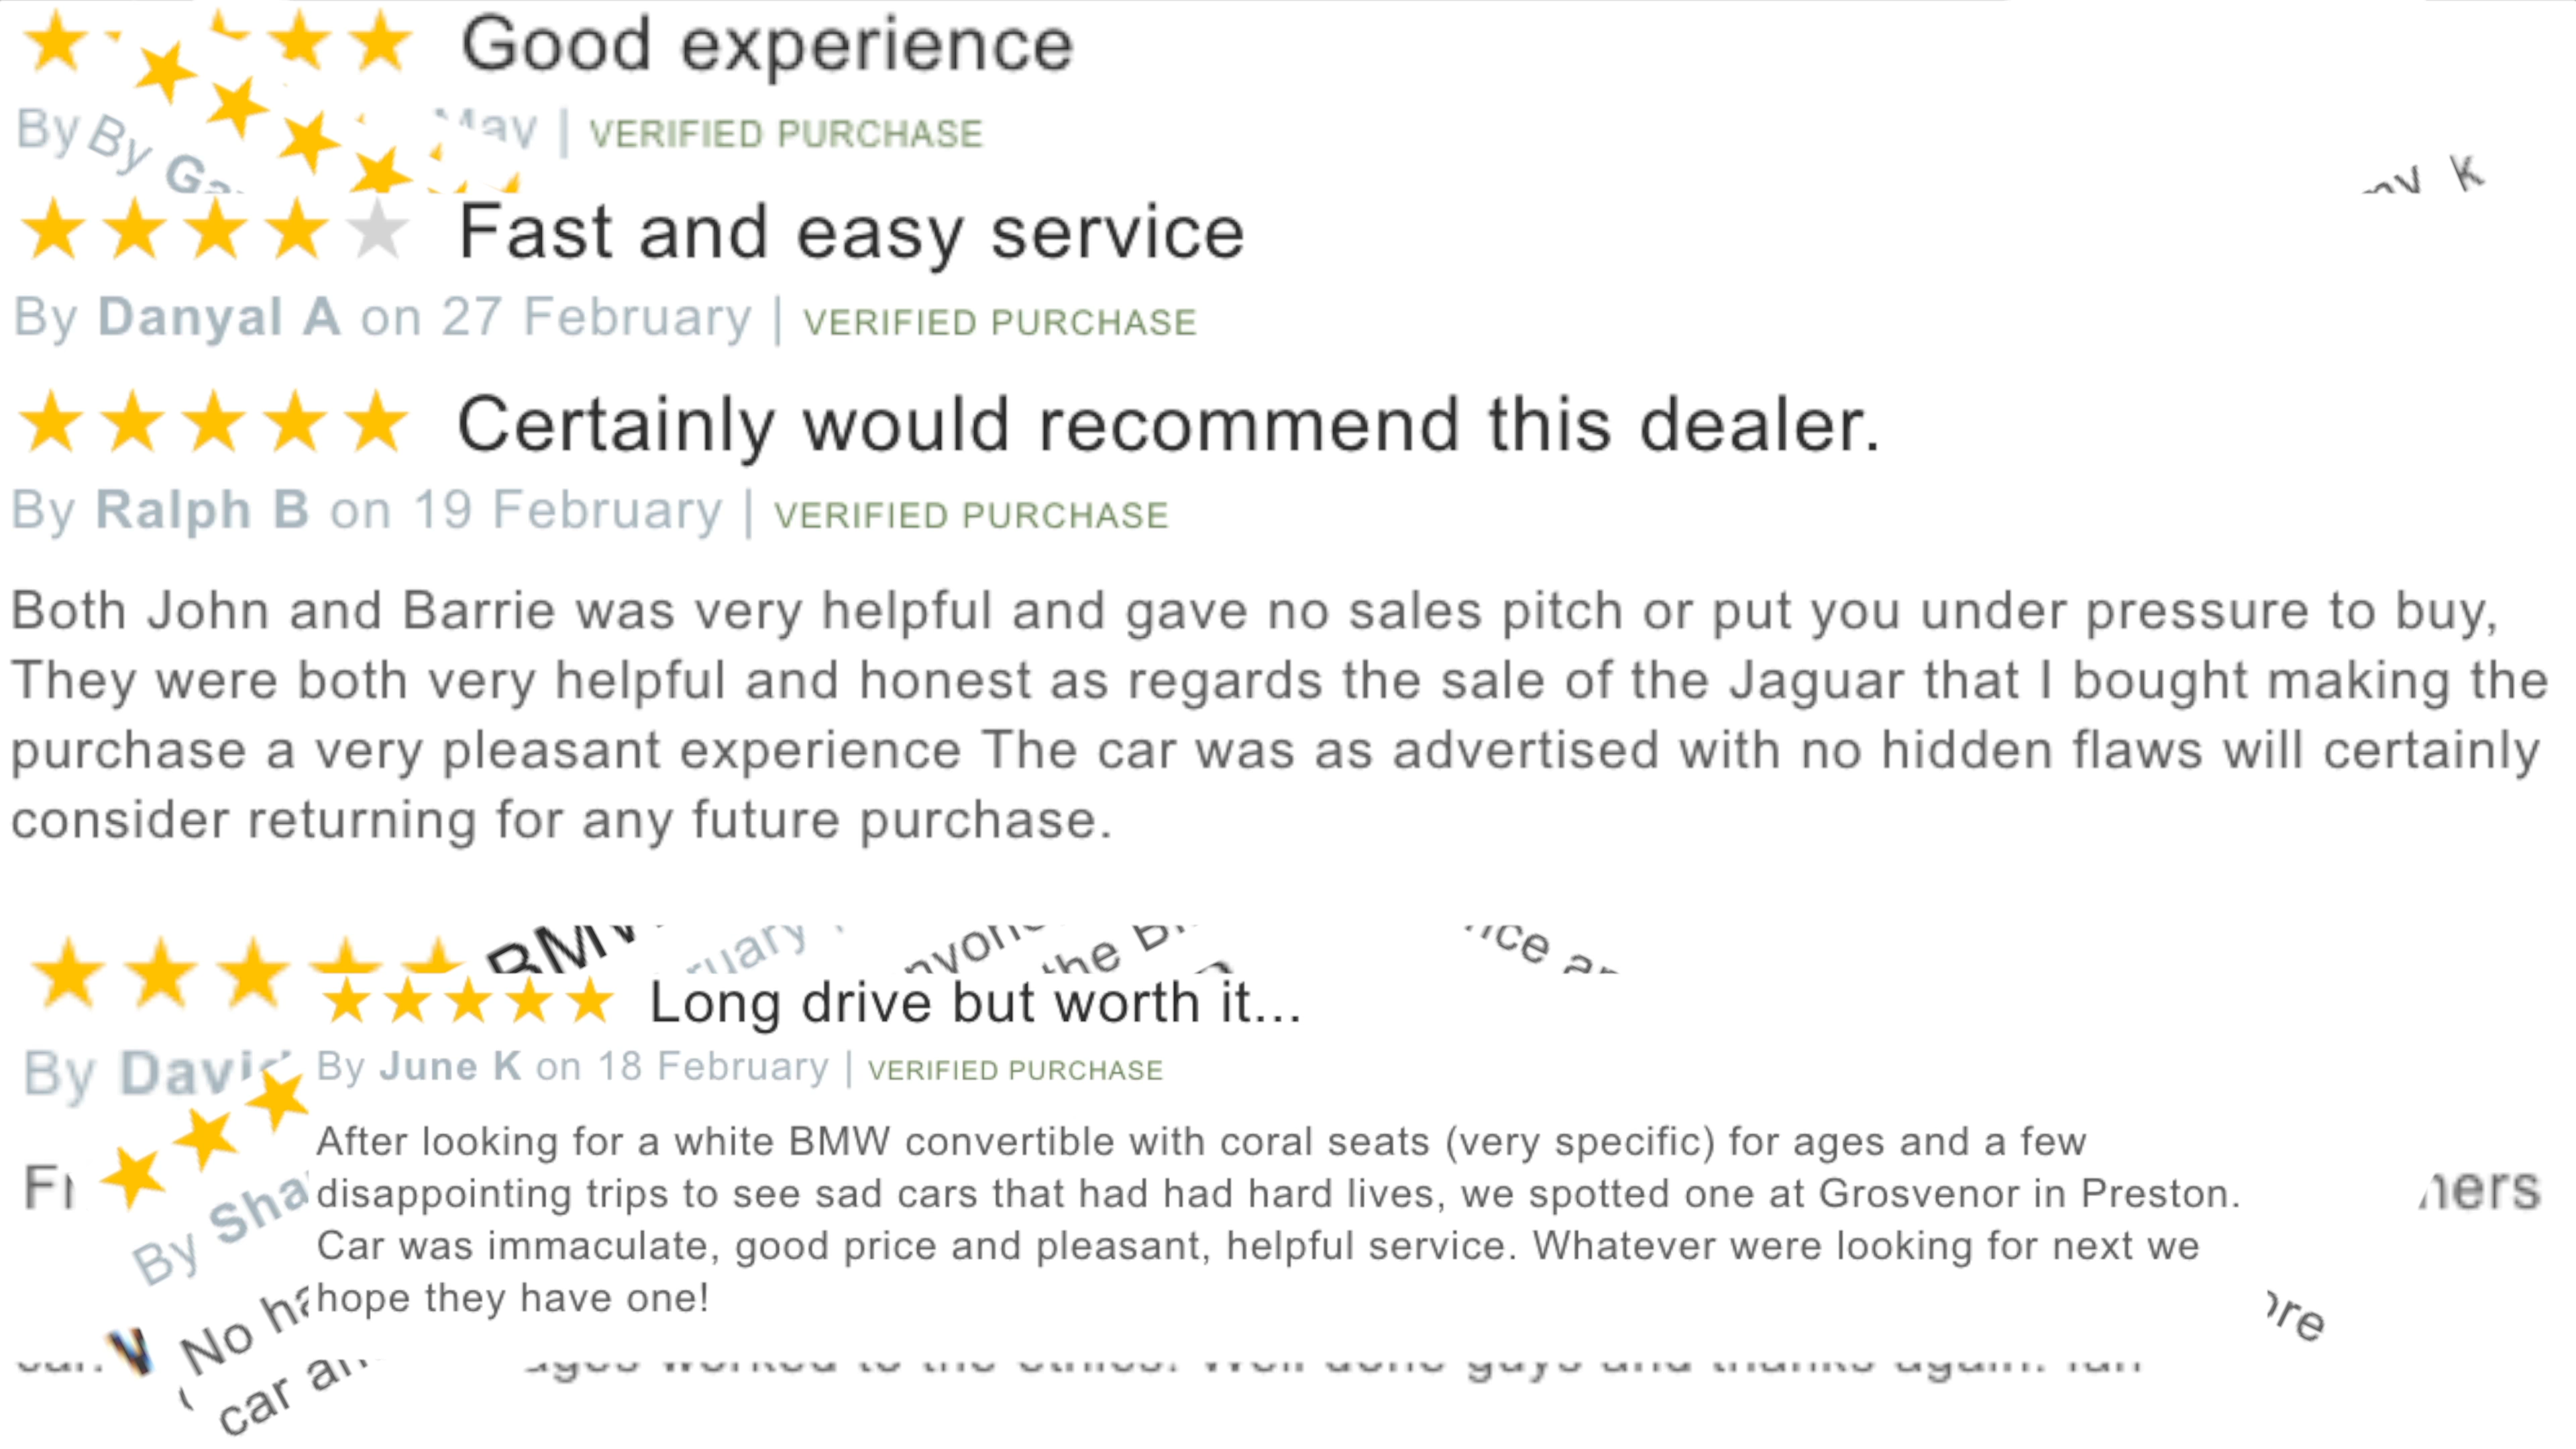 Good experience
By
VERIFIED PURCHASE
By
Fast and easy service
By Danyal A on 27 February | VERIFIED PURCHASE
Certainly would recommend this dealer.
By Ralph B on 19 February | VERIFIED PURCHASE
Both John and Barrie was very helpful and gave no sales pitch or put you under pressure to buy,
They were both very helpful and honest as regards the sale of the Jaguar that I bought making the
purchase a very pleasant experience The car was as advertised with no hidden flaws will certainly
consider returning for any future purchase.
the
Long drive but worth it...
By
By June K on 18 February | VERIFIED PURCHASE
After looking for a white BMW convertible with coral seats (very specific) for ages and a few
disappointing trips to see sad cars that had had hard lives, we spotted one at Grosvenor in Preston.
Car was immaculate, good price and pleasant, helpful service. Whatever were looking for next we
hope they have one!
By
No
car